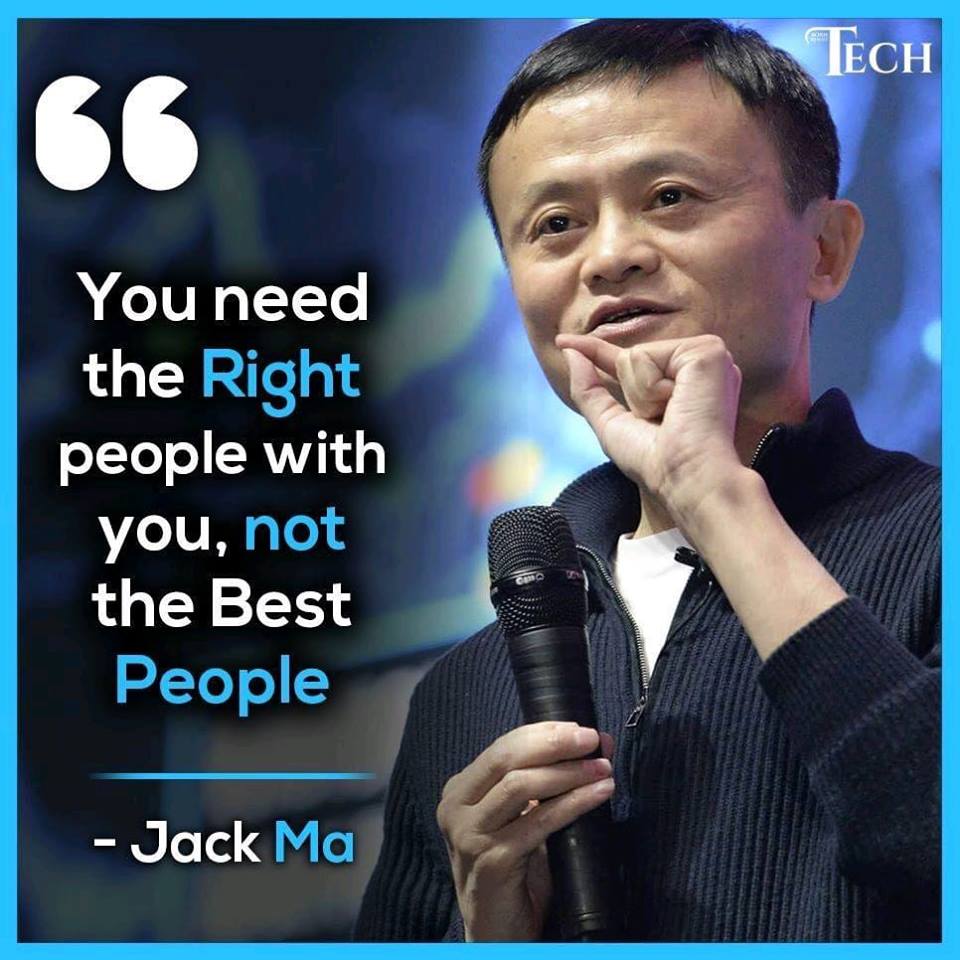 TECH
You need
the Right
people with
you, not
the Best
People
- Jack Ma